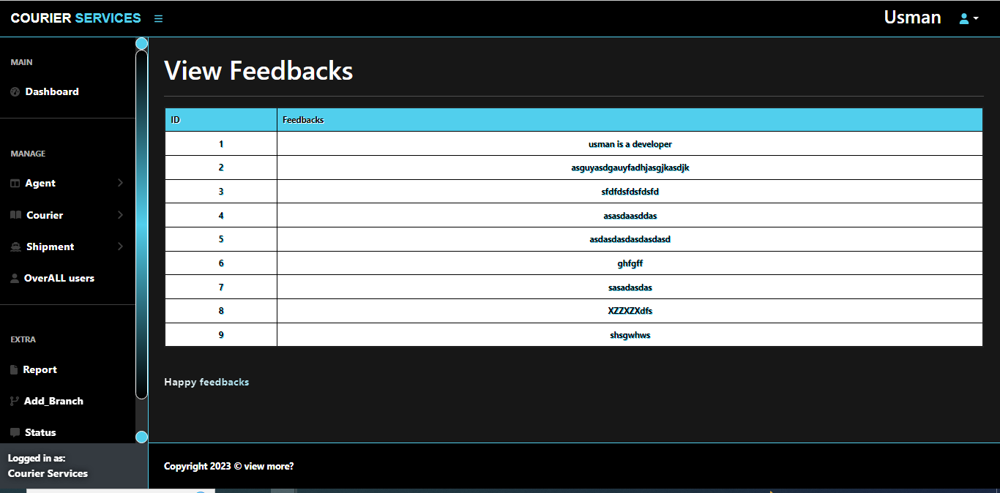 COURIER SERVICES
Usman
MAIN
Dashboard
MANAGE
Agent
Courier
Shipment
OverALL users
EXTRA
Report
Add_Branch
Status
Logged in as:
Courier Services
View Feedbacks
ID Feedbacks
1 usman is a developer
2 asguyasdgauyfadhjasgjkasdjk
3 sfdfdsfdsfdsfd
4 asasdaasddas
5 asdasdasdasdasdasd
6 ghfgff
7 sasadasdas
8 XZZXZXdfs
9 shsgwhws
Happy feedbacks
Copyright 2023 © view more?